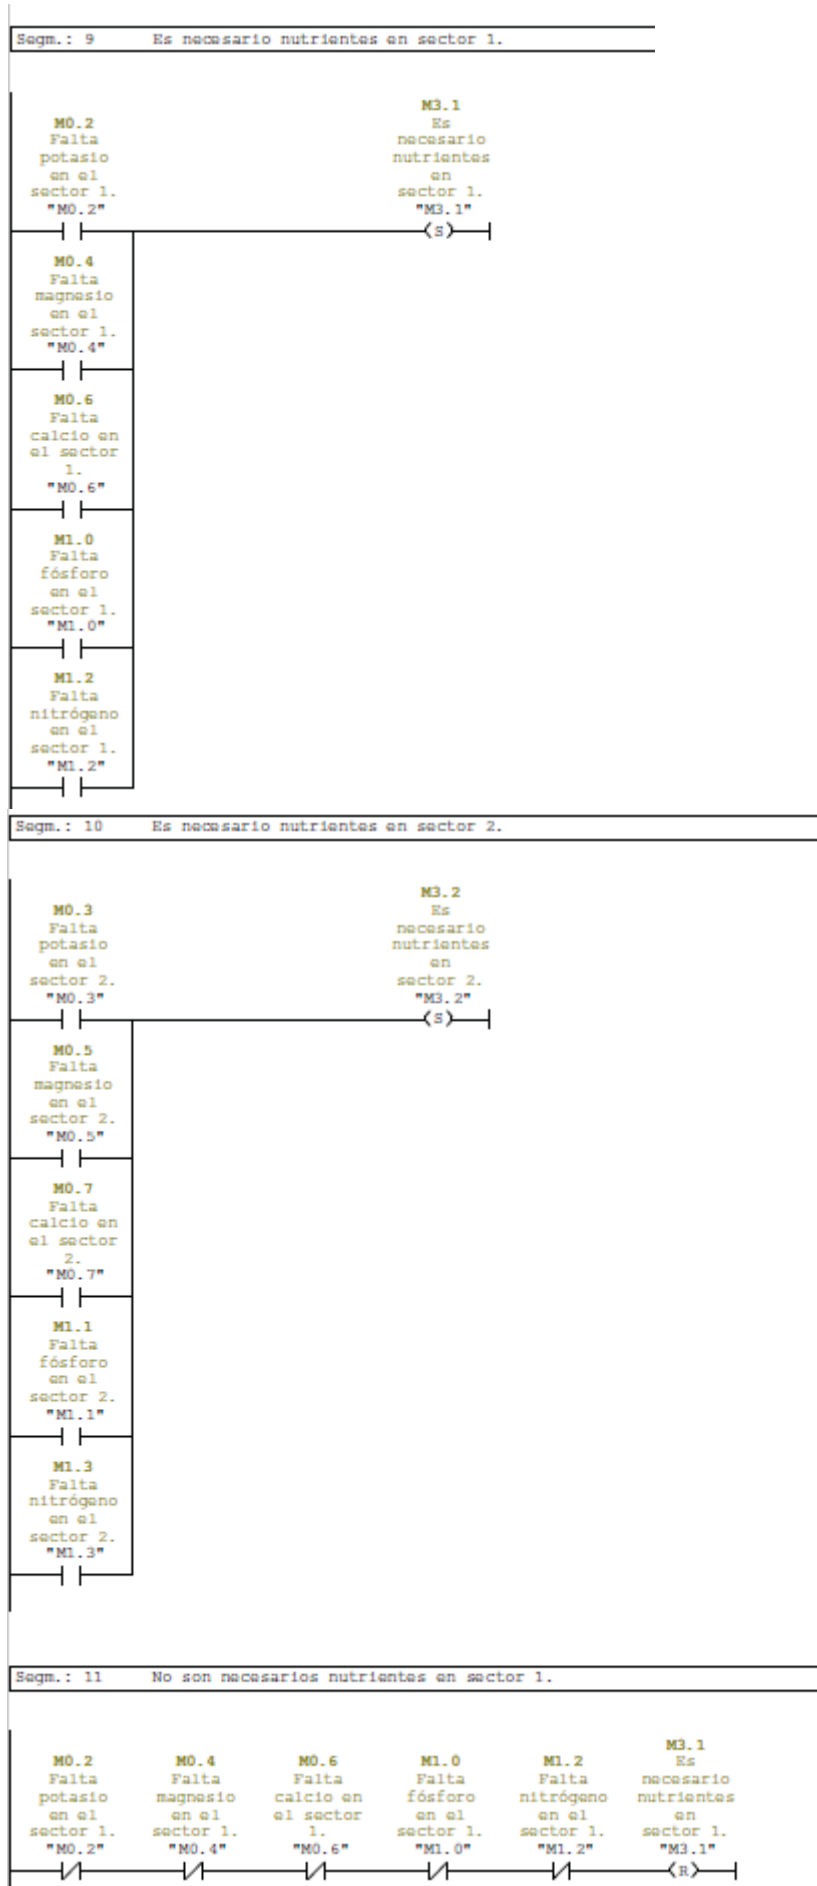 Segm.: 9 Es necesario nutrientes en sector 1.
M3.1
Es
necesario
nutrientes
en
sector 1.
"M3.1"
(S)
M0.2
Falta
potasio
en el
sector 1.
"M0.2"
M0.4
Falta
magnesio
en el
sector 1.
"M0.4"
M0.6
Falta
calcio en
el sector
1.
"M0.6"
M1.0
Falta
fósforo
en el
sector 1.
"M1.0"
M1.2
Falta
nitrógeno
en el
sector 1.
"M1.2"
Segm.: 10 Es necesario nutrientes en sector 2.
M3.2
Es
necesario
nutrientes
en
sector 2.
"M3.2"
(S)
M0.3
Falta
potasio
en el
sector 2.
"M0.3"
M0.5
Falta
magnesio
en el
sector 2.
"M0.5"
M0.7
Falta
calcio en
el sector
2.
"M0.7"
M1.1
Falta
fósforo
en el
sector 2.
"M1.1"
M1.3
Falta
nitrógeno
en el
sector 2.
"M1.3"
Segm.: 11 No son necesarios nutrientes en sector 1.
M0.2
Falta
potasio
en el
sector 1.
"M0.2"
M0.4
Falta
magnesio
en el
sector 1.
"M0.4"
M0.6
Falta
calcio en
el sector
1.
"M0.6"
M1.0
Falta
fósforo
en el
sector 1.
"M1.0"
M1.2
Falta
nitrógeno
en el
sector 1.
"M1.2"
M3.1
Es
necesario
nutrientes
en
sector 1.
"M3.1"
(R)